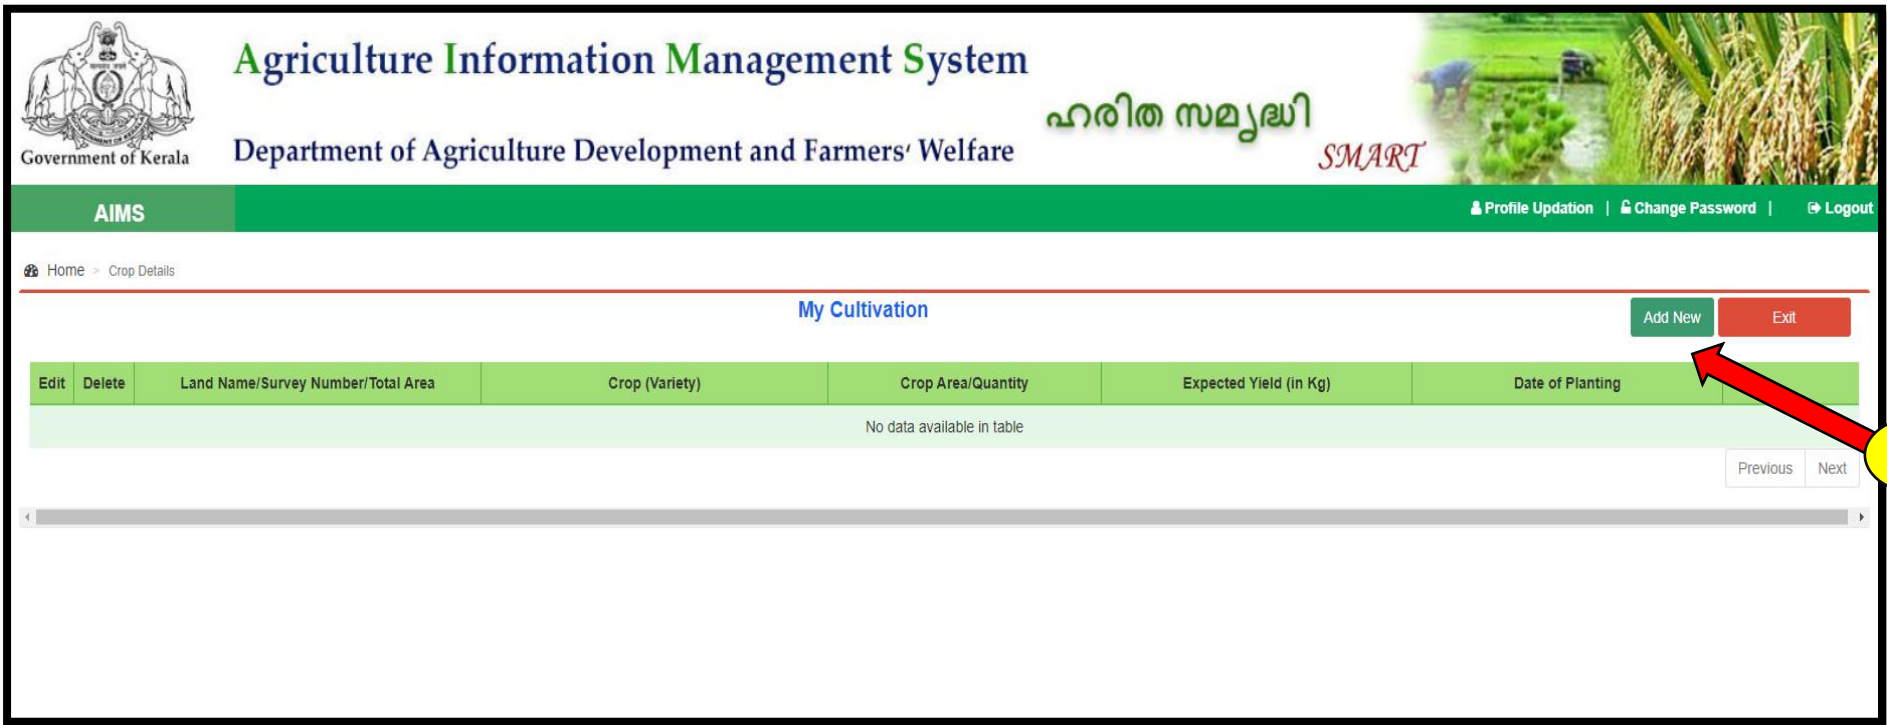 Agriculture Information Management System
ഹരിത സമൃദ്ധി
Department of Agriculture Development and Farmers' Welfare
SMART
Government of Kerala
AIMS
Profile Updation | Change Password | Logout
Home > Crop Details
My Cultivation
Add New Exit
Edit Delete Land Name/Survey Number/Total Area Crop (Variety) Crop Area/Quantity Expected Yield (in Kg) Date of Planting
No data available in table
Previous Next